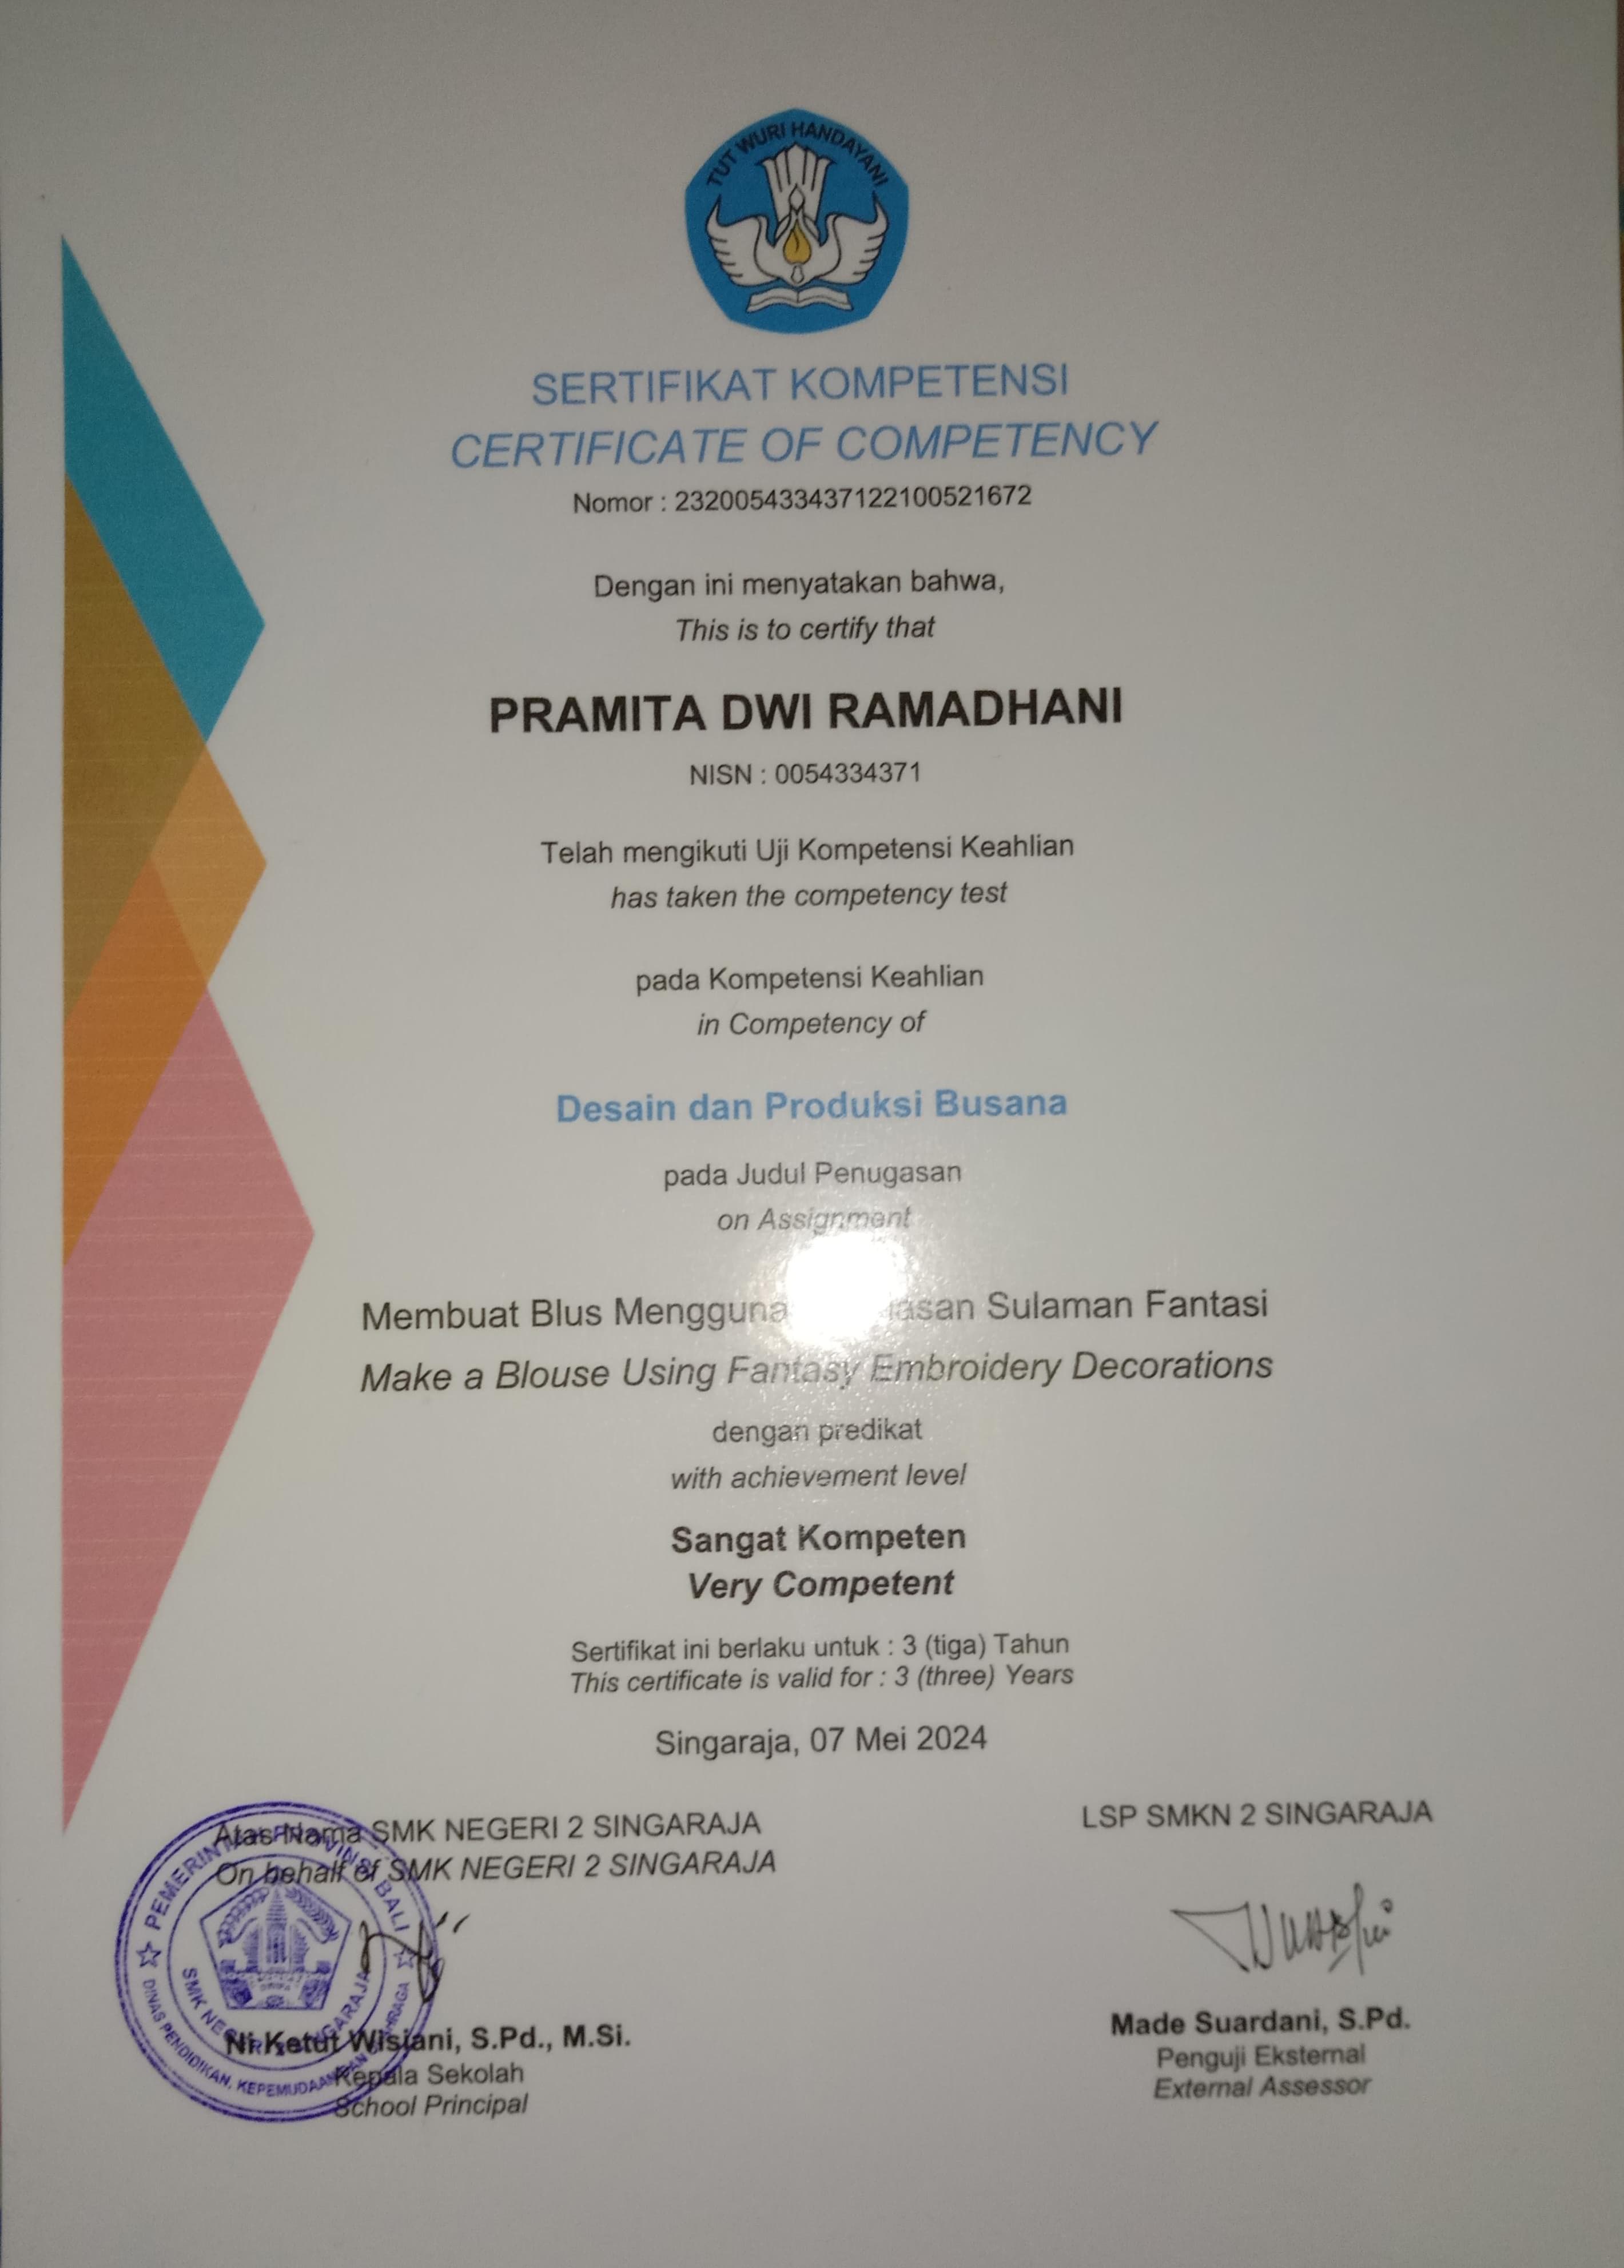 TUT WURI HANDAYANI
SERTIFIKAT KOMPETENSI
CERTIFICATE OF COMPETENCY
Nomor : 232005433437122100521672
Dengan ini menyatakan bahwa,
This is to certify that
PRAMITA DWI RAMADHANI
NISN : 0054334371
Telah mengikuti Uji Kompetensi Keahlian
has taken the competency test
pada Kompetensi Keahlian
in Competency of
Desain dan Produksi Busana
pada Judul Penugasan
on Assignment
Membuat Blus Sulaman Fantasi
Make a Blouse Using Fantasy Embroidery Decorations
dengan predikat
with achievement level
Sangat Kompeten
Very Competent
Sertifikat ini berlaku untuk : 3 (tiga) Tahun
This certificate is valid for : 3 (three) Years
Singaraja, 07 Mei 2024
Atas Nama SMK NEGERI 2 SINGARAJA
On behalf of SMK NEGERI 2 SINGARAJA
LSP SMKN 2 SINGARAJA
PEMERINTAH PROVINSI BALI
SMK NEGERI 2 SINGARAJA
DINAS PENDIDIKAN, KEPEMUDAAN DAN OLAHRAGA
Ni Ketut Wisiani, S.Pd., M.Si.
Kepala Sekolah
School Principal
Made Suardani, S.Pd.
Penguji Eksternal
External Assessor